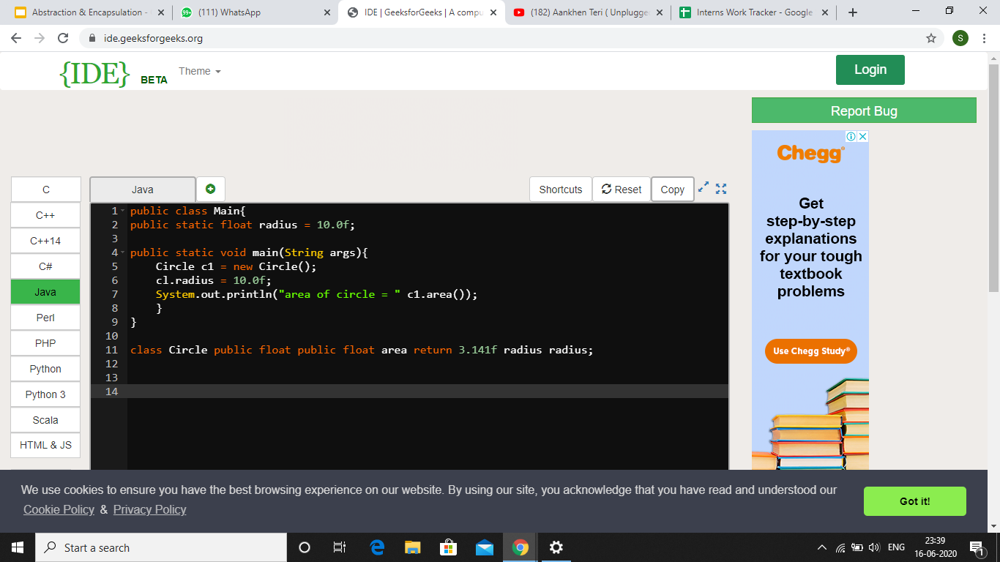 Abstraction & Encapsulation -
99+ (111) WhatsApp
IDE | GeeksforGeeks | A compu
(182) Aankhen Teri ( Unplugge
Interns Work Tracker - Google
ide.geeksforgeeks.org
S
{IDE} BETA Theme
Login
Report Bug
Chegg®
Get
step-by-step
explanations
for your tough
textbook
problems
Use Chegg Study®
C
C++
C++14
C#
Java
Perl
PHP
Python
Python 3
Scala
HTML & JS
Java
Shortcuts Reset Copy
1 public class Main{
2 public static float radius = 10.0f;
3
4 public static void main(String args){
5 Circle c1 = new Circle();
6 cl.radius = 10.0f;
7 System.out.println("area of circle = " c1.area());
8 }
9 }
10
11 class Circle public float public float area return 3.141f radius radius;
12
13
14
We use cookies to ensure you have the best browsing experience on our website. By using our site, you acknowledge that you have read and understood our
Cookie Policy & Privacy Policy
Got it!
Start a search
ENG
23:39
16-06-2020
1